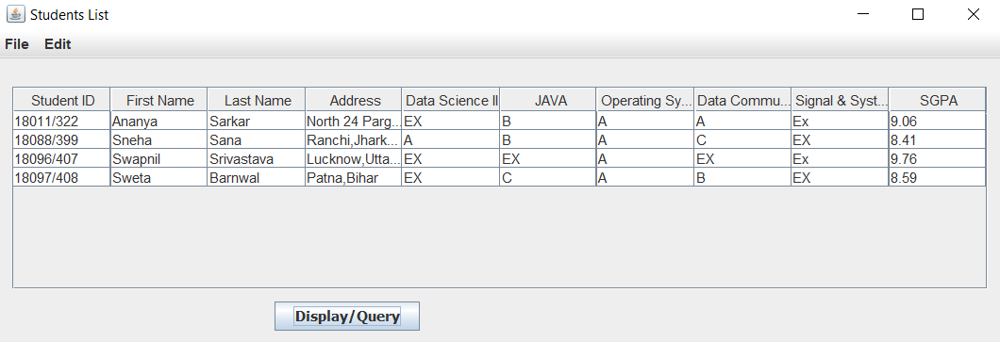 Students List
File Edit
Student ID First Name Last Name Address Data Science II JAVA Operating Sy... Data Commu... Signal & Syst... SGPA
18011/322 Ananya Sarkar North 24 Parg... EX B A A Ex 9.06
18088/399 Sneha Sana Ranchi,Jhark... A B A C EX 8.41
18096/407 Swapnil Srivastava Lucknow,Utta... EX EX A EX Ex 9.76
18097/408 Sweta Barnwal Patna,Bihar EX C A B EX 8.59
Display/Query